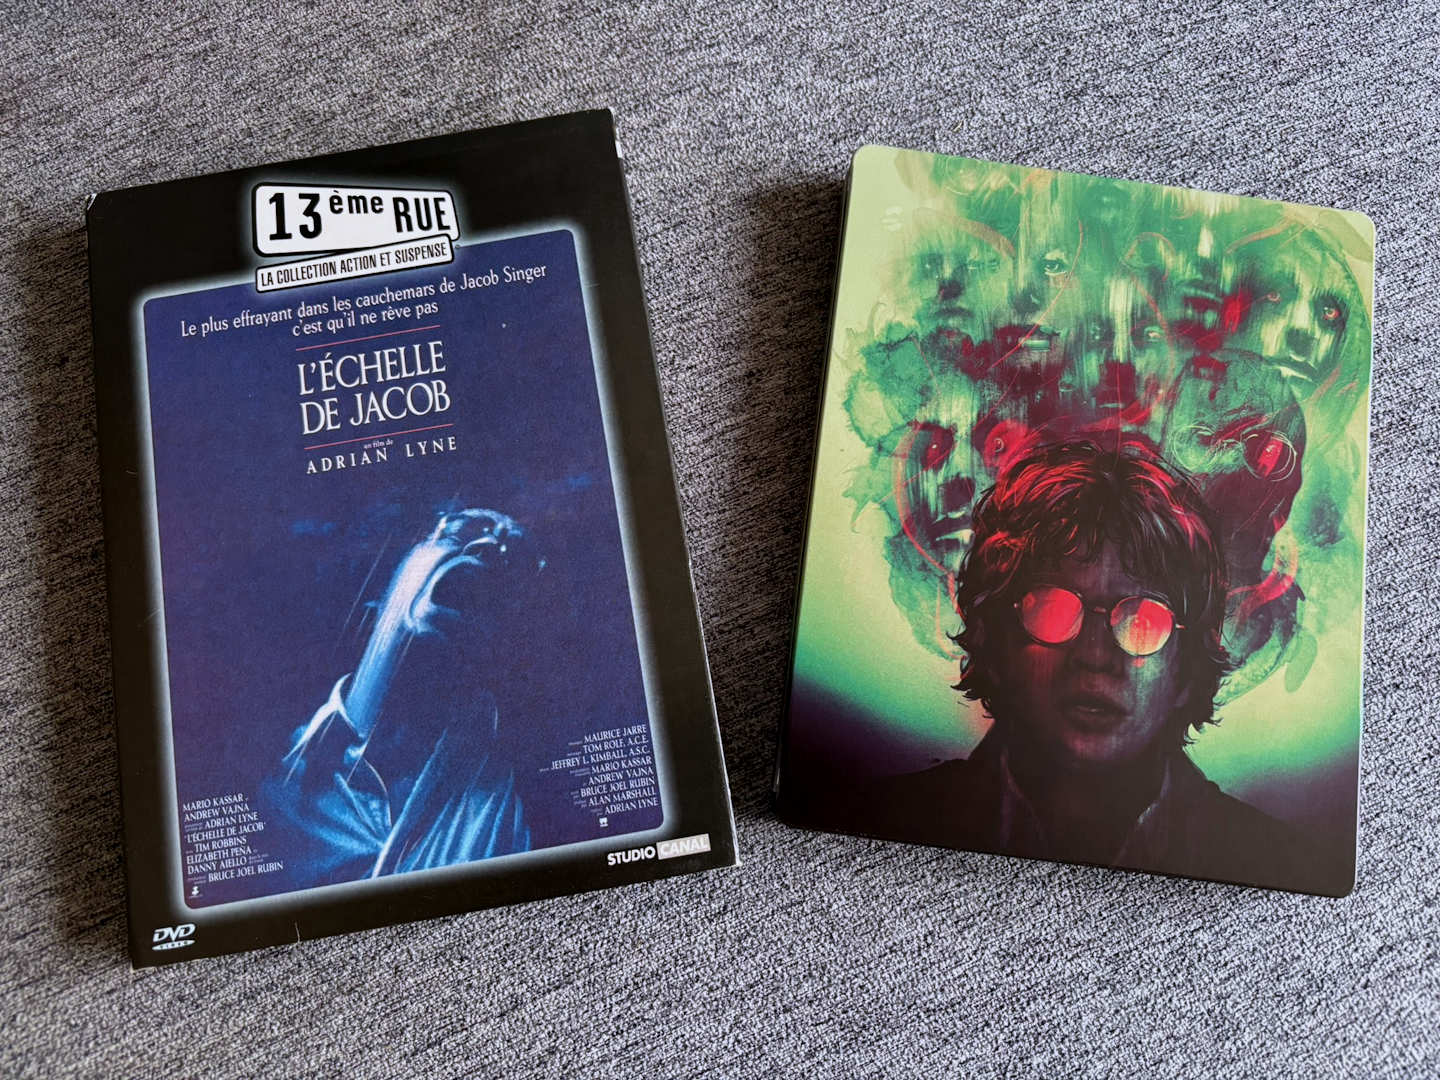 13ème RUE
LA COLLECTION ACTION ET SUSPENSE
Le plus effrayant dans les cauchemars de Jacob Singer
c'est qu'il ne rêve pas
L'ÉCHELLE
DE JACOB
un film de
ADRIAN LYNE
MARIO KASSAR
ANDREW VAJNA
ADRIAN LYNE
"L'ÉCHELLE DE JACOB"
TIM ROBBINS
ELIZABETH PEÑA
DANNY AIELLO
BRUCE JOEL RUBIN
MAURICE JARRE
TOM ROLF, A.C.E.
JEFFREY L. KIMBALL, A.S.C.
MARIO KASSAR
ANDREW VAJNA
BRUCE JOEL RUBIN
ALAN MARSHALL
ADRIAN LYNE
STUDIO CANAL
DVD
VIDEO